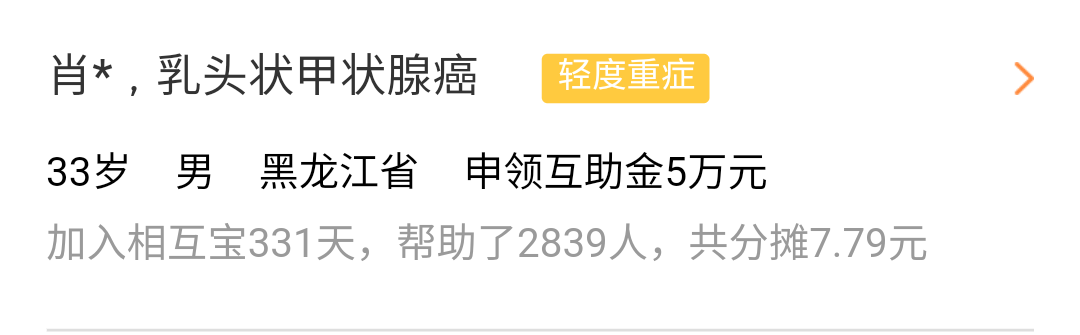 肖*，乳头状甲状腺癌 轻度重症
33岁 男 黑龙江省 申领互助金5万元
加入相互宝331天，帮助了2839人，共分摊7.79元